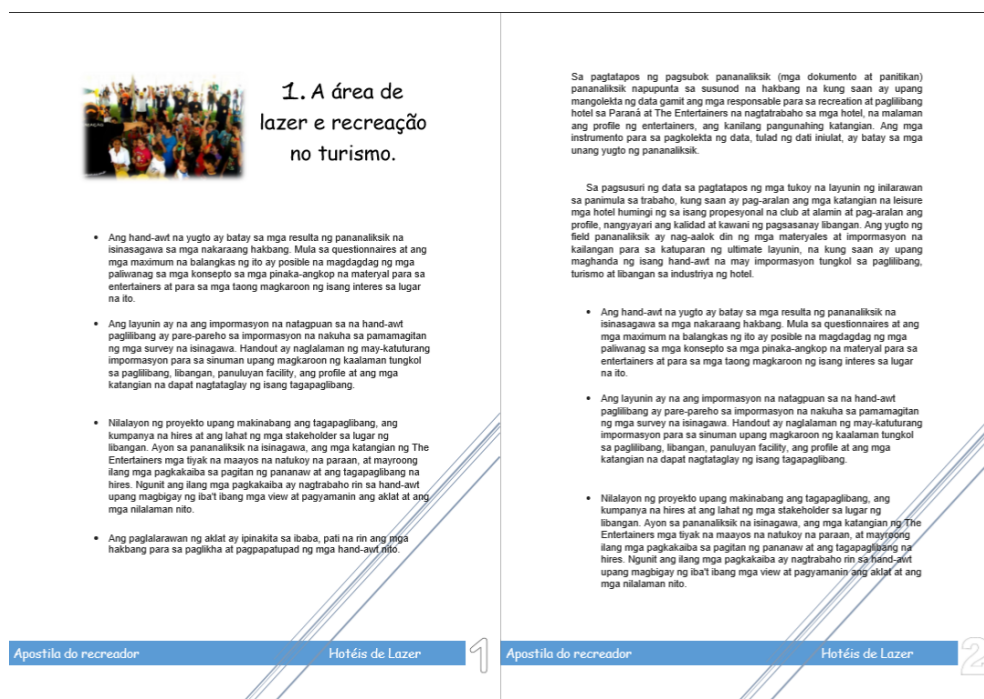 1. A área de
lazer e recreação
no turismo.
Ang hand-awt na yugto ay batay sa mga resulta ng pananaliksik na
isinasagawa sa mga nakaraang hakbang. Mula sa questionnaires at ang
mga maximum na balangkas ng ito ay posible na magdagdag ng mga
paliwanag sa mga konsepto sa mga pinaka-angkop na materyal para sa
entertainers at para sa mga taong magkaroon ng isang interes sa lugar
na ito.
Ang layunin ay na ang impormasyon na natagpuan sa na hand-awt
paglilibang ay pare-pareho sa impormasyon na nakuha sa pamamagitan
ng mga survey na isinagawa. Handout ay naglalaman ng may-katuturang
impormasyon para sa sinuman upang magkaroon ng kaalaman tungkol
sa paglilibang, libangan, panuluyan facility, ang profile at ang mga
katangian na dapat nagtataglay ng isang tagapaglibang.
Nilalayon ng proyekto upang makinabang ang tagapaglibang, ang
kumpanya na hires at ang lahat ng mga stakeholder sa lugar ng
libangan. Ayon sa pananaliksik na isinagawa, ang mga katangian ng The
Entertainers mga tiyak na maayos na natukoy na paraan, at mayroong
ilang mga pagkakaiba sa pagitan ng pananaw at ang tagapaglibang na
hires. Ngunit ang ilang mga pagkakaiba ay nagtrabaho rin sa hand-awt
upang magbigay ng iba't ibang mga view at pagyamanin ang aklat at ang
mga nilalaman nito.
Ang paglalarawan ng aklat ay ipinakita sa ibaba, pati na rin ang mga
hakbang para sa paglikha at pagpapatupad ng mga hand-awt nito.
Apostila do recreador Hotéis de Lazer 1
Sa pagtatapos ng pagsubok pananaliksik (mga dokumento at panitikan)
pananaliksik napupunta sa susunod na hakbang na kung saan ay upang
mangolekta ng data gamit ang mga responsable para sa recreation at paglilibang
hotel sa Paraná at The Entertainers na nagtatrabaho sa mga hotel, na malaman
ang profile ng entertainers, ang kanilang pangunahing katangian. Ang mga
instrumento para sa pagkolekta ng data, tulad ng dati iniulat, ay batay sa mga
unang yugto ng pananaliksik.
Sa pagsusuri ng data sa pagtatapos ng mga tukoy na layunin ng inilarawan
sa panimula sa trabaho, kung saan ay pag-aralan ang mga katangian na leisure
mga hotel humingi ng sa isang propesyonal na club at alamin at pag-aralan ang
profile, nangyayari ang kalidad at kawani ng pagsasanay libangan. Ang yugto ng
field pananaliksik ay nag-aalok din ng mga materyales at impormasyon na
kailangan para sa katuparan ng ultimate layunin, na kung saan ay upang
maghanda ng isang hand-awt na may impormasyon tungkol sa paglilibang,
turismo at libangan sa industriya ng hotel.
Ang hand-awt na yugto ay batay sa mga resulta ng pananaliksik na
isinasagawa sa mga nakaraang hakbang. Mula sa questionnaires at ang
mga maximum na balangkas ng ito ay posible na magdagdag ng mga
paliwanag sa mga konsepto sa mga pinaka-angkop na materyal para sa
entertainers at para sa mga taong magkaroon ng isang interes sa lugar
na ito.
Ang layunin ay na ang impormasyon na natagpuan sa na hand-awt
paglilibang ay pare-pareho sa impormasyon na nakuha sa pamamagitan
ng mga survey na isinagawa. Handout ay naglalaman ng may-katuturang
impormasyon para sa sinuman upang magkaroon ng kaalaman tungkol
sa paglilibang, libangan, panuluyan facility, ang profile at ang mga
katangian na dapat nagtataglay ng isang tagapaglibang.
Nilalayon ng proyekto upang makinabang ang tagapaglibang, ang
kumpanya na hires at ang lahat ng mga stakeholder sa lugar ng
libangan. Ayon sa pananaliksik na isinagawa, ang mga katangian ng The
Entertainers mga tiyak na maayos na natukoy na paraan, at mayroong
ilang mga pagkakaiba sa pagitan ng pananaw at ang tagapaglibang na
hires. Ngunit ang ilang mga pagkakaiba ay nagtrabaho rin sa hand-awt
upang magbigay ng iba't ibang mga view at pagyamanin ang aklat at ang
mga nilalaman nito.
Apostila do recreador Hotéis de Lazer 2